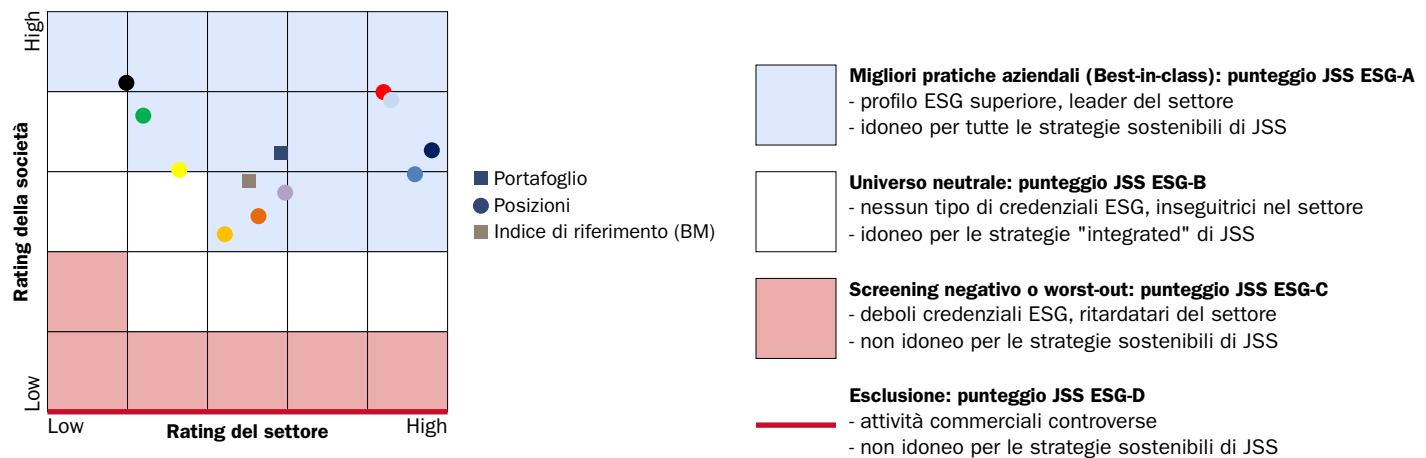 High
Rating della società
Low
Low
Rating del settore
High
Portafoglio
Posizioni
Indice di riferimento (BM)
Migliori pratiche aziendali (Best-in-class): punteggio JSS ESG-A
- profilo ESG superiore, leader del settore
- idoneo per tutte le strategie sostenibili di JSS
Universo neutrale: punteggio JSS ESG-B
- nessun tipo di credenziali ESG, inseguitrici nel settore
- idoneo per le strategie "integrated" di JSS
Screening negativo o worst-out: punteggio JSS ESG-C
- deboli credenziali ESG, ritardatari del settore
- non idoneo per le strategie sostenibili di JSS
Esclusione: punteggio JSS ESG-D
- attività commerciali controverse
- non idoneo per le strategie sostenibili di JSS